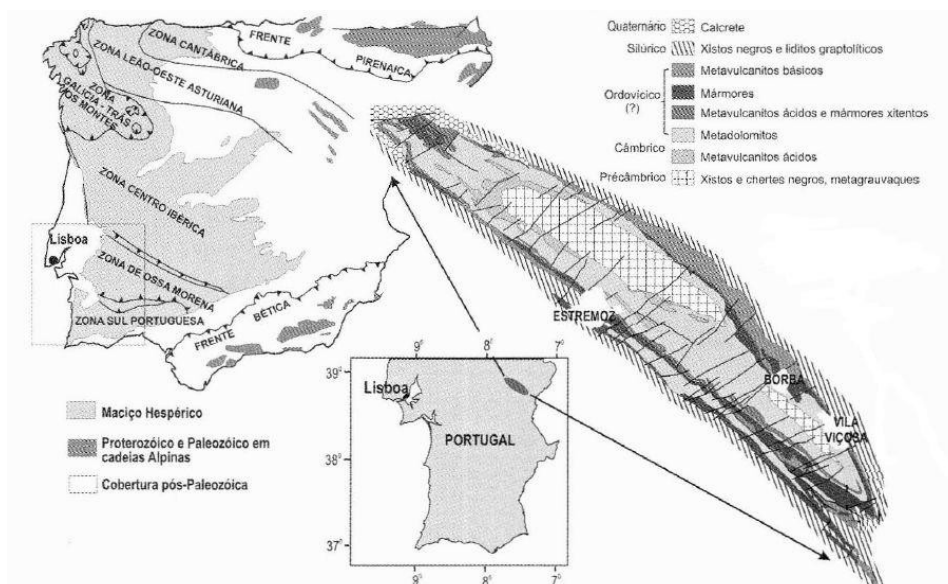 ZONA CANTÁBRICA
FRENTE
PIRENAICA
ZONA LEÃO-OESTE ASTURIANA
ZONA
GALICIA - TRÁS
OS MONTES
ZONA CENTRO IBÉRICA
Lisboa
ZONA DE OSSA MORENA
ZONA SUL PORTUGUESA
FRENTE
BÉTICA
Maciço Hespérico
Proterozóico e Paleozóico em
cadeias Alpinas
Cobertura pós-Paleozóica
9° 8° 7°
39°
Lisboa
PORTUGAL
38°
37°
9° 8° 7°
Quaternário Calcrete
Silúrico Xistos negros e liditos graptolíticos
Metavulcanitos básicos
Ordovícico
(?)
Mármores
Metavulcanitos ácidos e mármores xitentos
Metadolomitos
Câmbrico
Metavulcanitos ácidos
Précâmbrico Xistos e chertes negros, metagrauvaques
ESTREMOZ
BORBA
VILA
VIÇOSA